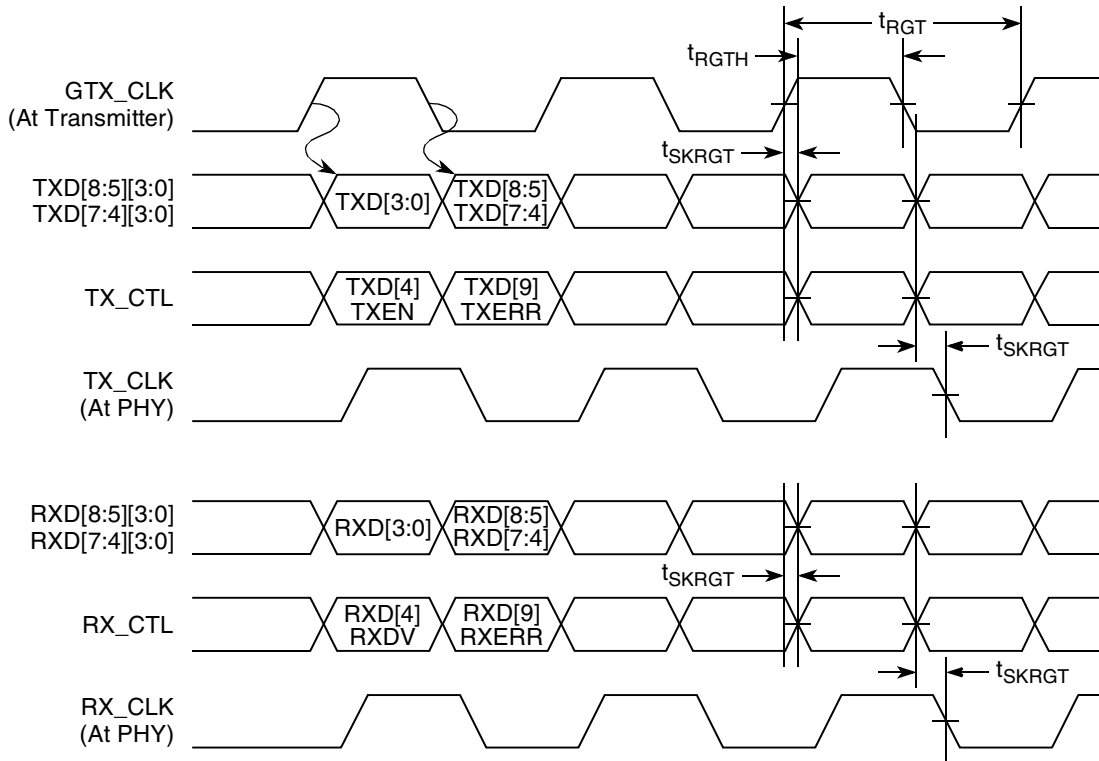 tRGT
tRGTH
GTX_CLK
(At Transmitter)
tSKRGT
TXD[8:5][3:0]
TXD[7:4][3:0]
TXD[3:0]
TXD[8:5]
TXD[7:4]
TX_CTL
TXD[4]
TXEN
TXD[9]
TXERR
tSKRGT
TX_CLK
(At PHY)
RXD[8:5][3:0]
RXD[7:4][3:0]
RXD[3:0]
RXD[8:5]
RXD[7:4]
tSKRGT
RX_CTL
RXD[4]
RXDV
RXD[9]
RXERR
tSKRGT
RX_CLK
(At PHY)